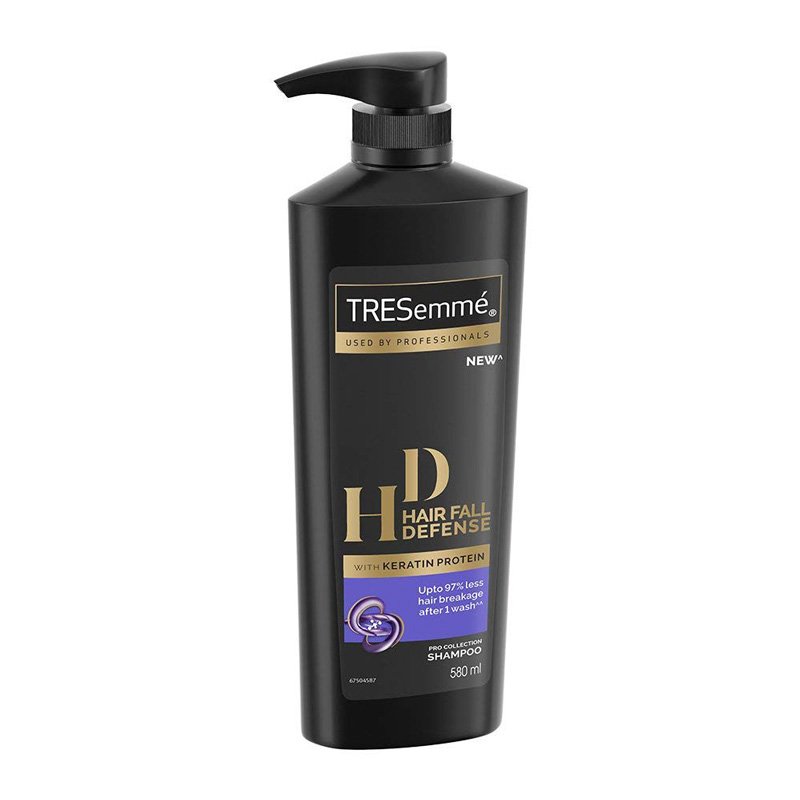 TRESemmé®
USED BY PROFESSIONALS
NEW^
HD
HAIR FALL
DEFENSE
WITH KERATIN PROTEIN
Upto 97% less
hair breakage
after 1 wash^^
PRO COLLECTION
SHAMPOO
580 ml
67504587